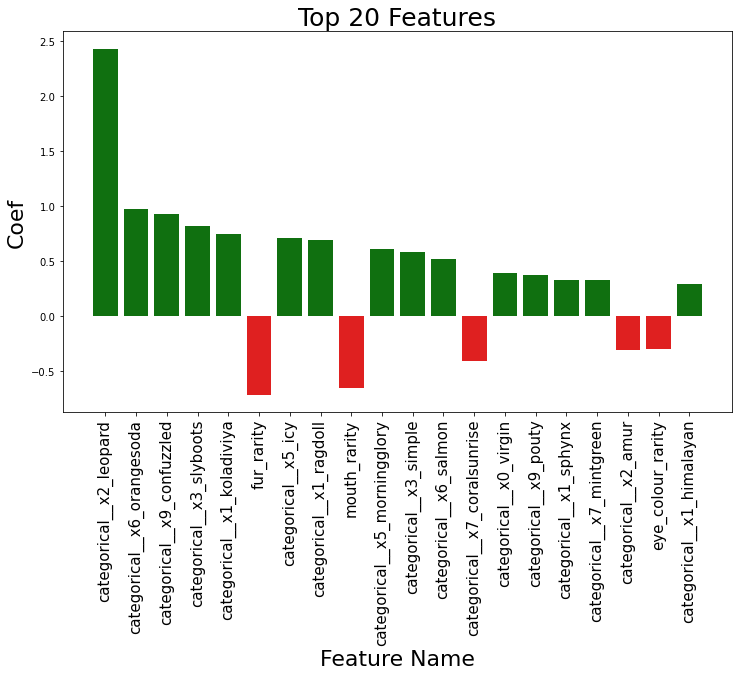 Top 20 Features
Coef
2.5
2.0
1.5
1.0
0.5
0.0
−0.5
categorical__x2_leopard
categorical__x6_orangesoda
categorical__x9_confuzzled
categorical__x3_slyboots
categorical__x1_koladiviya
fur_rarity
categorical__x5_icy
categorical__x1_ragdoll
mouth_rarity
categorical__x5_morningglory
categorical__x3_simple
categorical__x6_salmon
categorical__x7_coralsunrise
categorical__x0_virgin
categorical__x9_pouty
categorical__x1_sphynx
categorical__x7_mintgreen
categorical__x2_amur
eye_colour_rarity
categorical__x1_himalayan
Feature Name